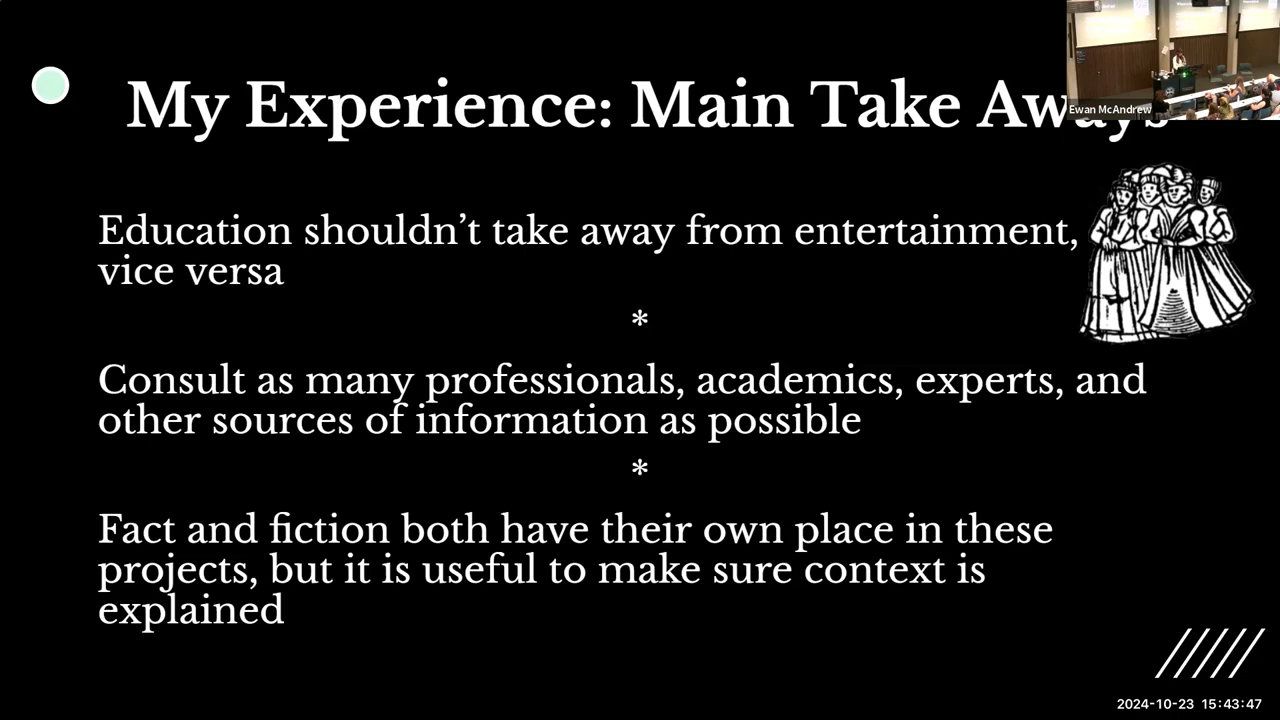 My Experience: Main Take Aways
Ewan McAndrew
Education shouldn’t take away from entertainment,
vice versa
*
Consult as many professionals, academics, experts, and
other sources of information as possible
*
Fact and fiction both have their own place in these
projects, but it is useful to make sure context is
explained
2024-10-23 15:43:47